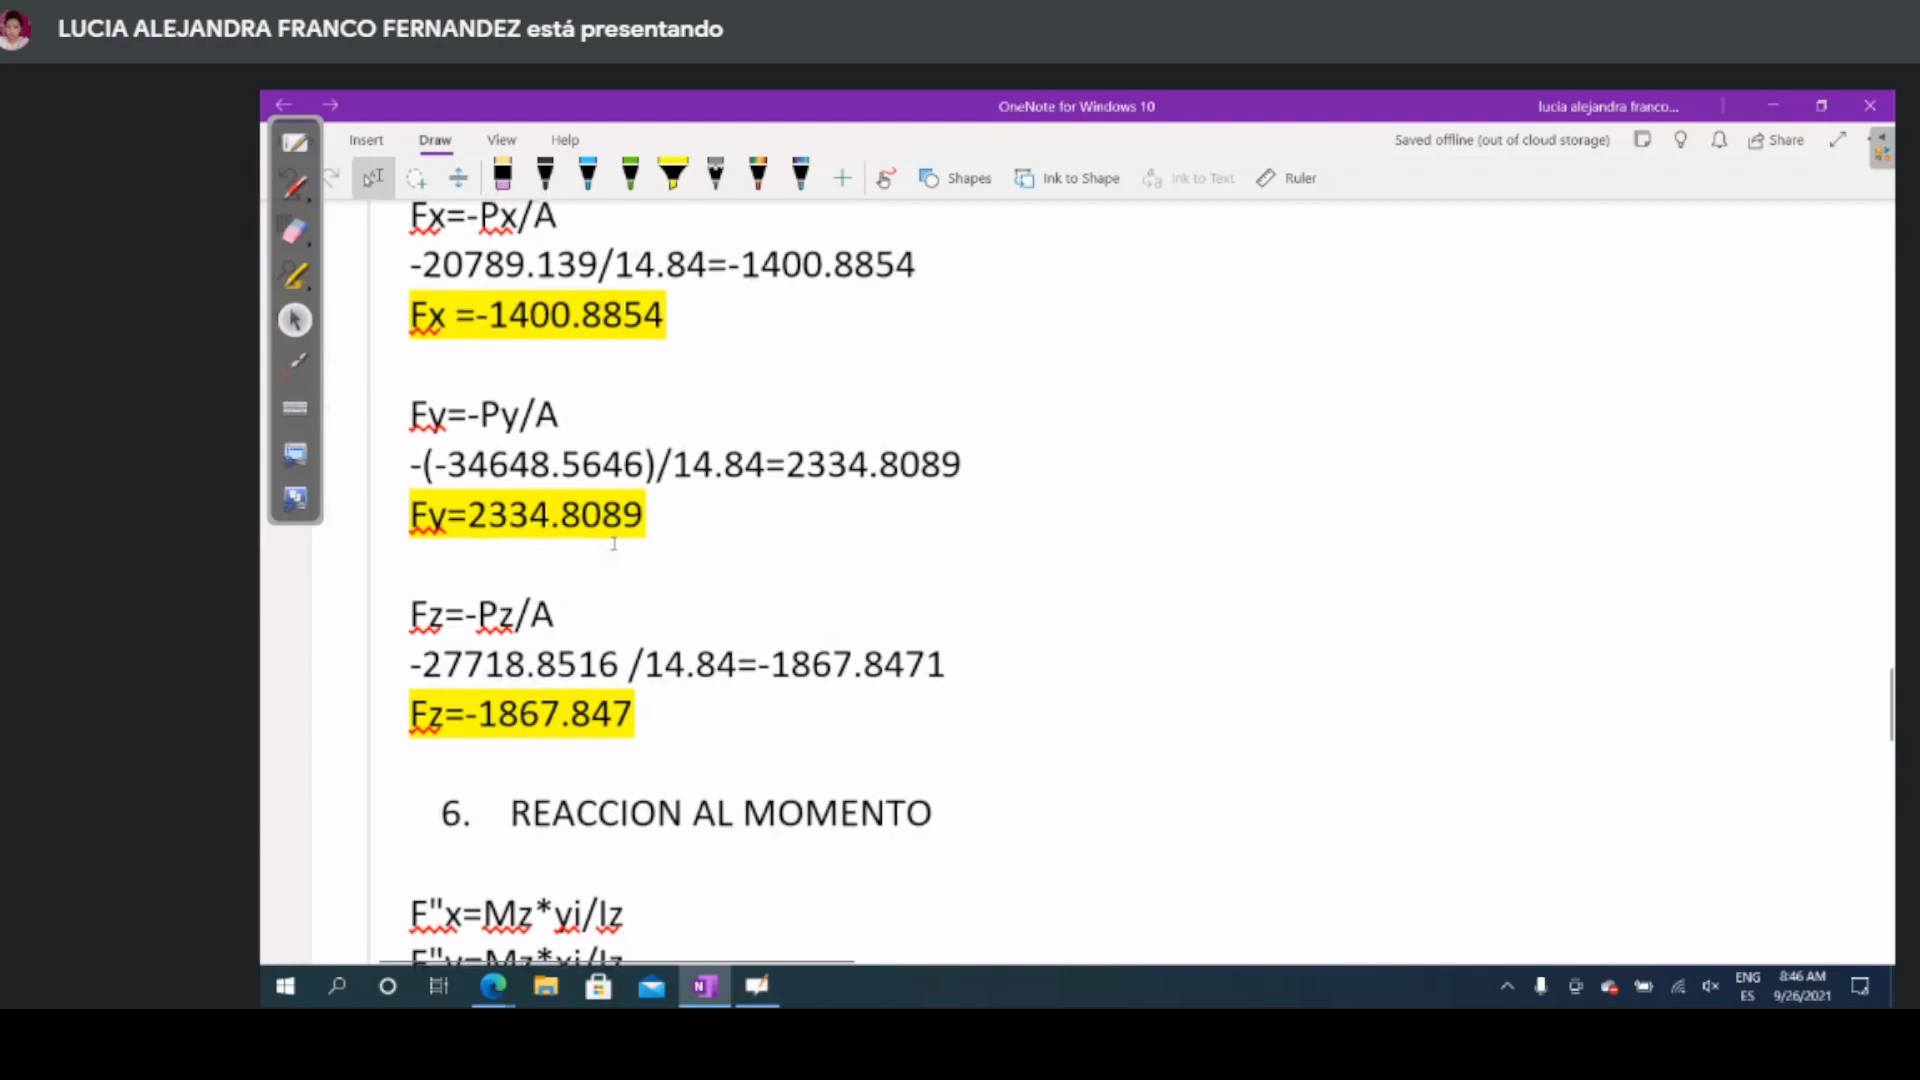 LUCIA ALEJANDRA FRANCO FERNANDEZ está presentando
OneNote for Windows 10
lucia alejandra franco...
Insert
Draw
View
Help
Saved offline (out of cloud storage)
Share
Shapes
Ink to Shape
Ink to Text
Ruler
Fx=-Px/A
-20789.139/14.84=-1400.8854
Fx =-1400.8854
Fy=-Py/A
-(-34648.5646)/14.84=2334.8089
Fy=2334.8089
Fz=-Pz/A
-27718.8516 /14.84=-1867.8471
Fz=-1867.847
6. REACCION AL MOMENTO
F"x=Mz*yi/Iz
F"y=Mz*xi/Iz
ENG
ES
8:46 AM
9/26/2021